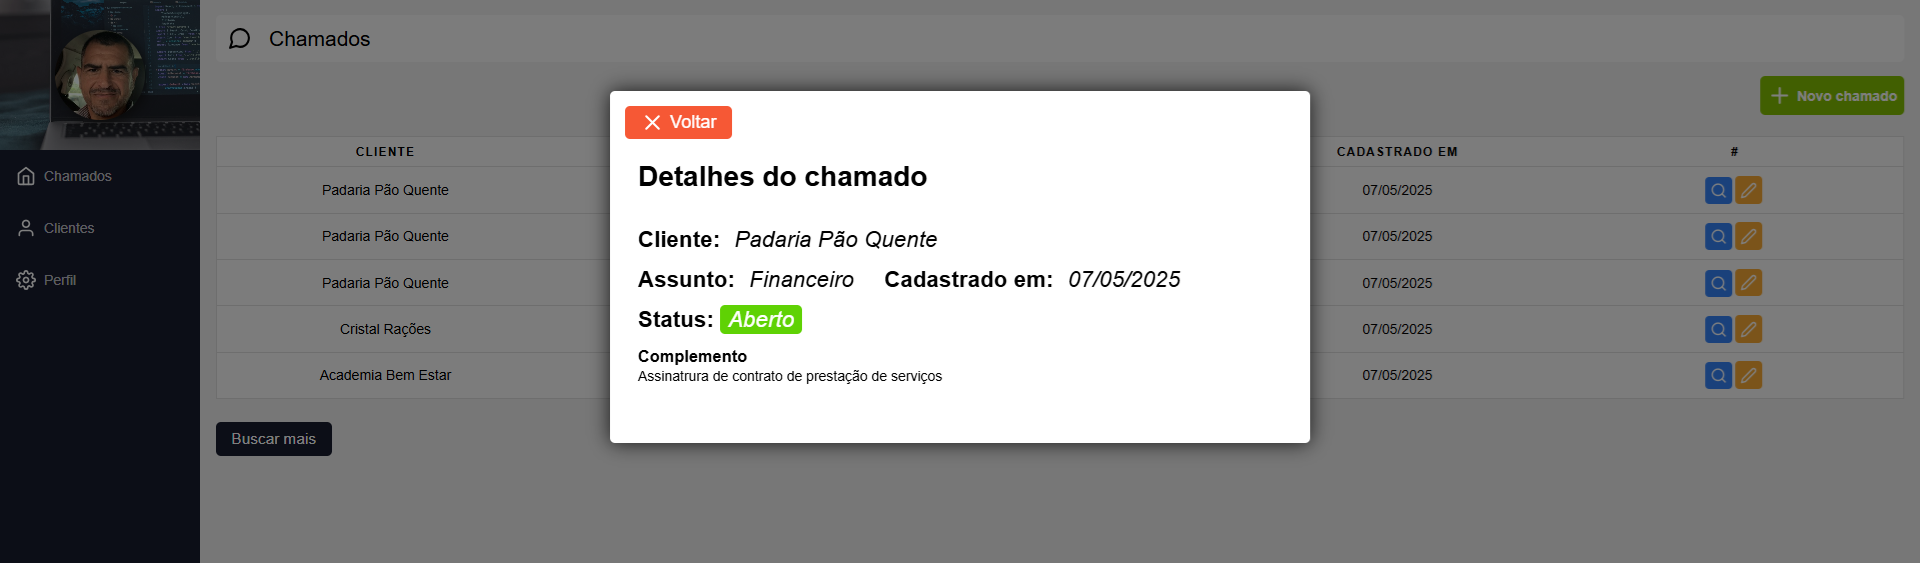 Chamados
Novo chamado
Chamados
Clientes
Perfil
CLIENTE CADASTRADO EM #
Padaria Pão Quente 07/05/2025
Padaria Pão Quente 07/05/2025
Padaria Pão Quente 07/05/2025
Cristal Rações 07/05/2025
Academia Bem Estar 07/05/2025
Buscar mais
Voltar
Detalhes do chamado
Cliente: Padaria Pão Quente
Assunto: Financeiro Cadastrado em: 07/05/2025
Status: Aberto
Complemento
Assinatrura de contrato de prestação de serviços